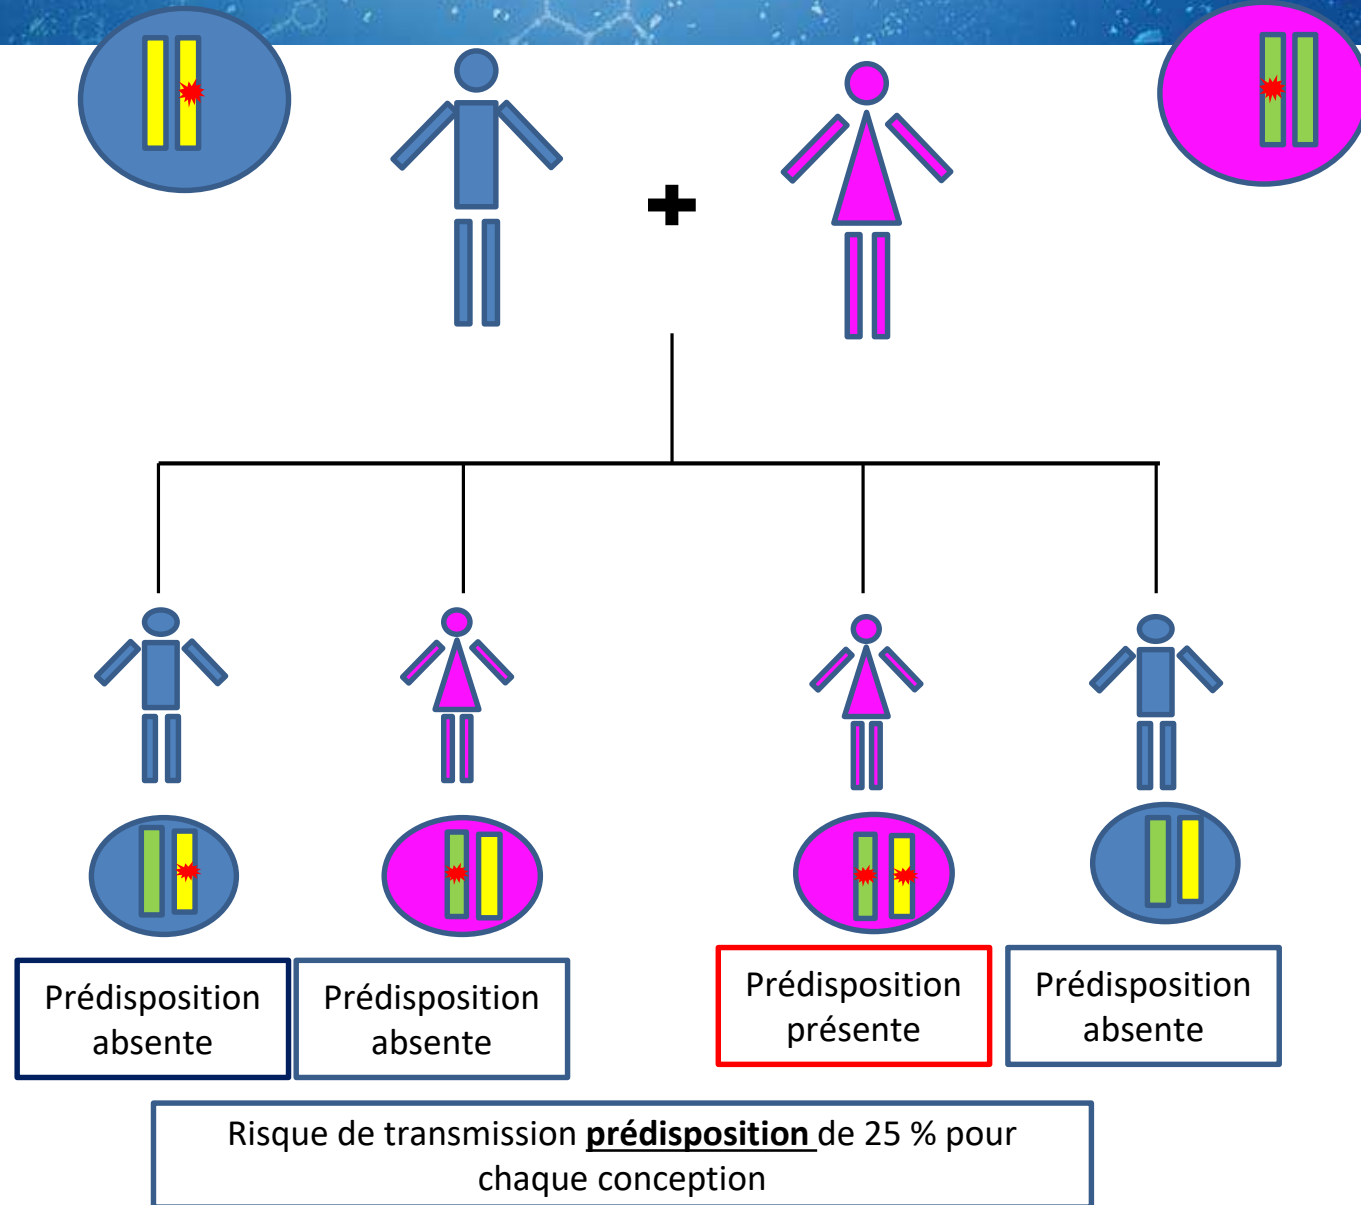 Prédisposition
absente
Prédisposition
absente
Prédisposition
présente
Prédisposition
absente
Risque de transmission prédisposition de 25 % pour
chaque conception